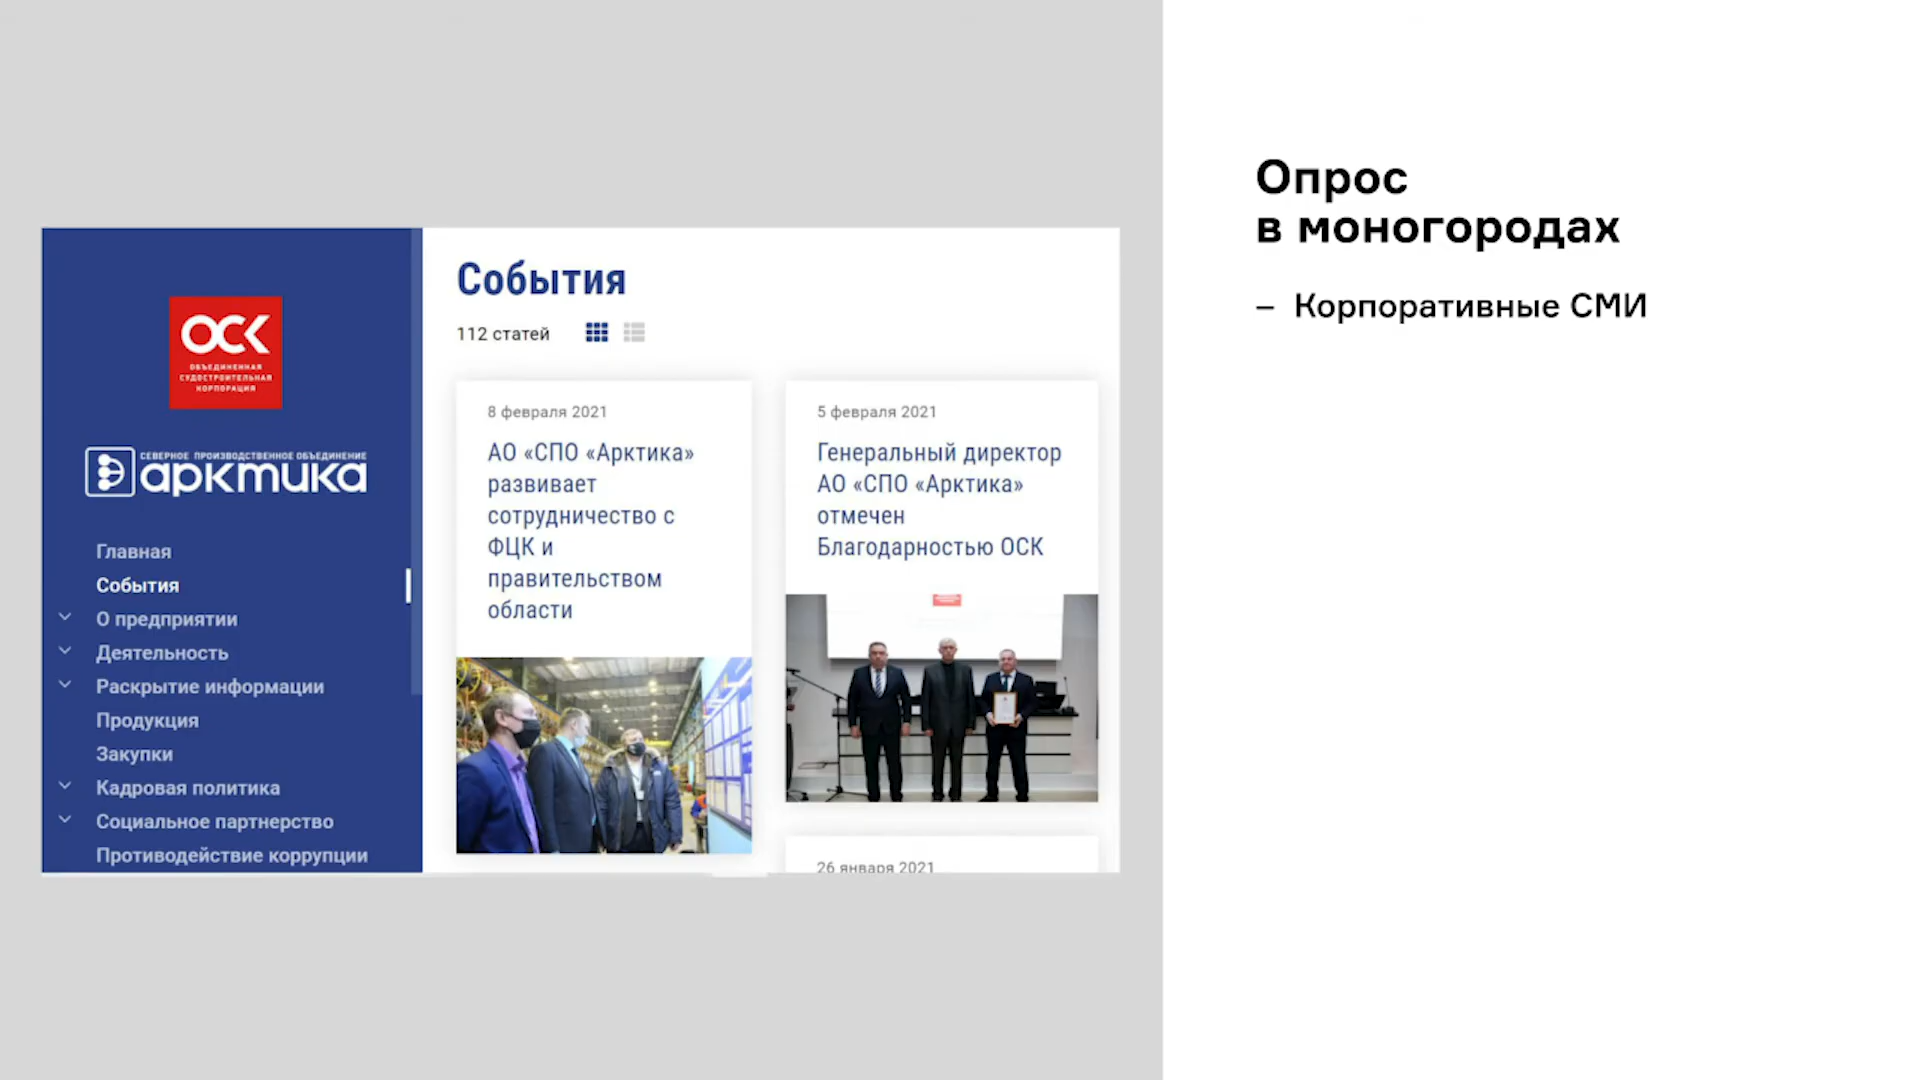 ОСК
ОБЪЕДИНЕННАЯ
СУДОСТРОИТЕЛЬНАЯ
КОРПОРАЦИЯ
СЕВЕРНОЕ ПРОИЗВОДСТВЕННОЕ ОБЪЕДИНЕНИЕ
арктика
Главная
События
О предприятии
Деятельность
Раскрытие информации
Продукция
Закупки
Кадровая политика
Социальное партнерство
Противодействие коррупции
События
112 статей
8 февраля 2021
АО «СПО «Арктика»
развивает
сотрудничество с
ФЦК и
правительством
области
5 февраля 2021
Генеральный директор
АО «СПО «Арктика»
отмечен
Благодарностью ОСК
26 января 2021
Опрос
в моногородах
– Корпоративные СМИ